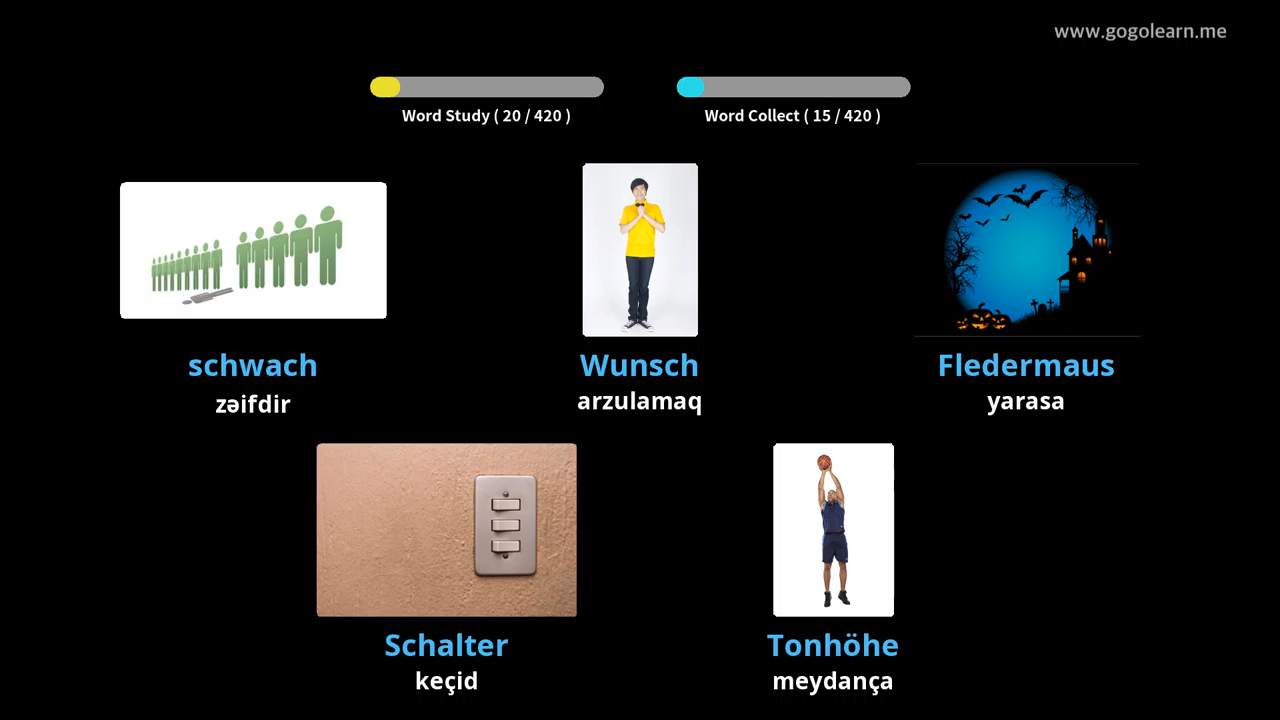 www.gogolearn.me
Word Study ( 20 / 420 )
Word Collect ( 15 / 420 )
schwach
zəifdir
Wunsch
arzulamaq
Fledermaus
yarasa
Schalter
keçid
Tonhöhe
meydança